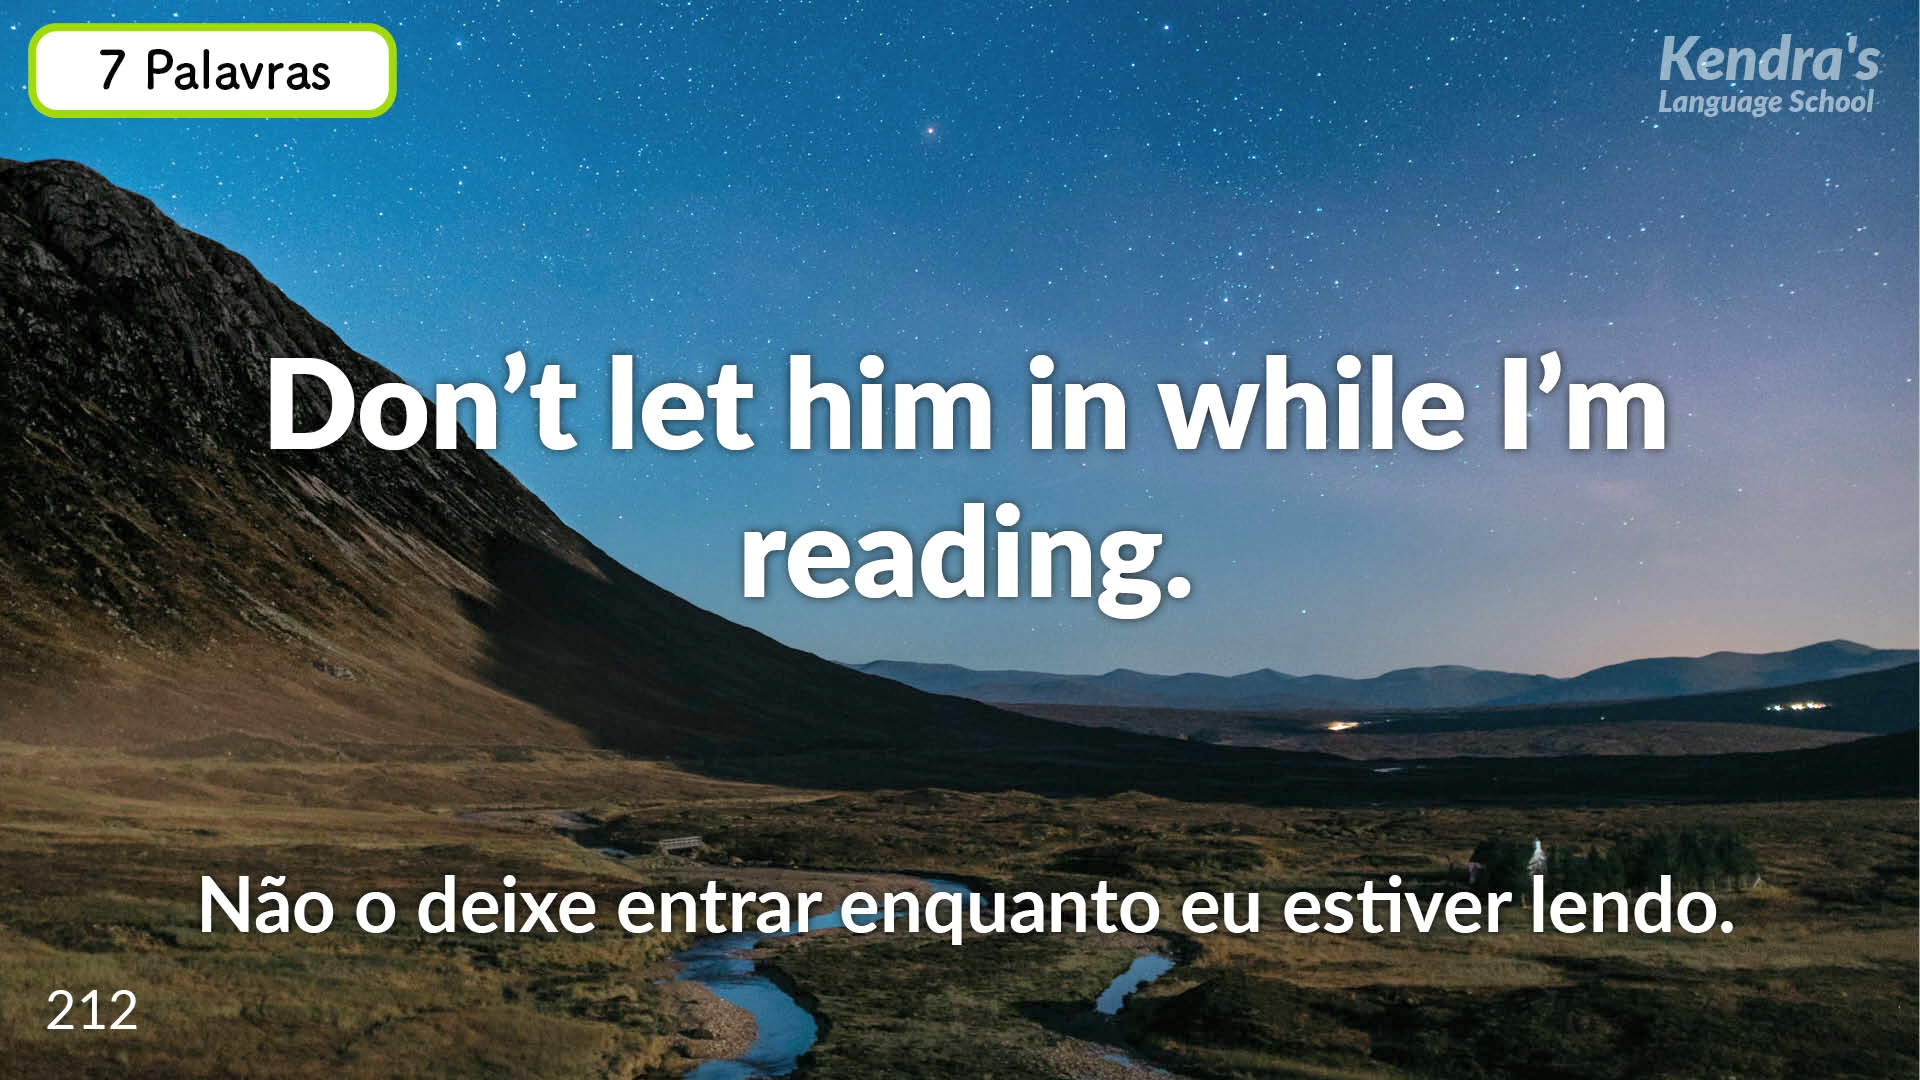 7 Palavras
Kendra's
Language School
Don’t let him in while I’m
reading.
Não o deixe entrar enquanto eu estiver lendo.
212